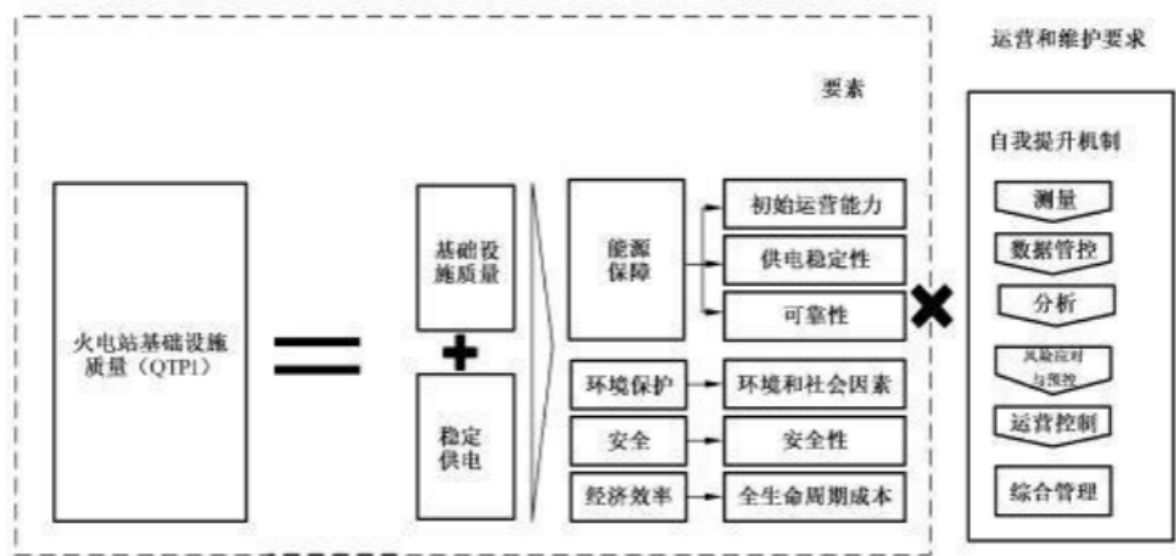 运营和维护要求
要素
自我提升机制
火电站基础设施
质量（QTP1）
基础设
施质量
稳定
供电
能源
保障
初始运营能力
供电稳定性
可靠性
环境保护
环境和社会因素
安全
安全性
经济效率
全生命周期成本
测量
数据管控
分析
风险应对
与预控
运营控制
综合管理